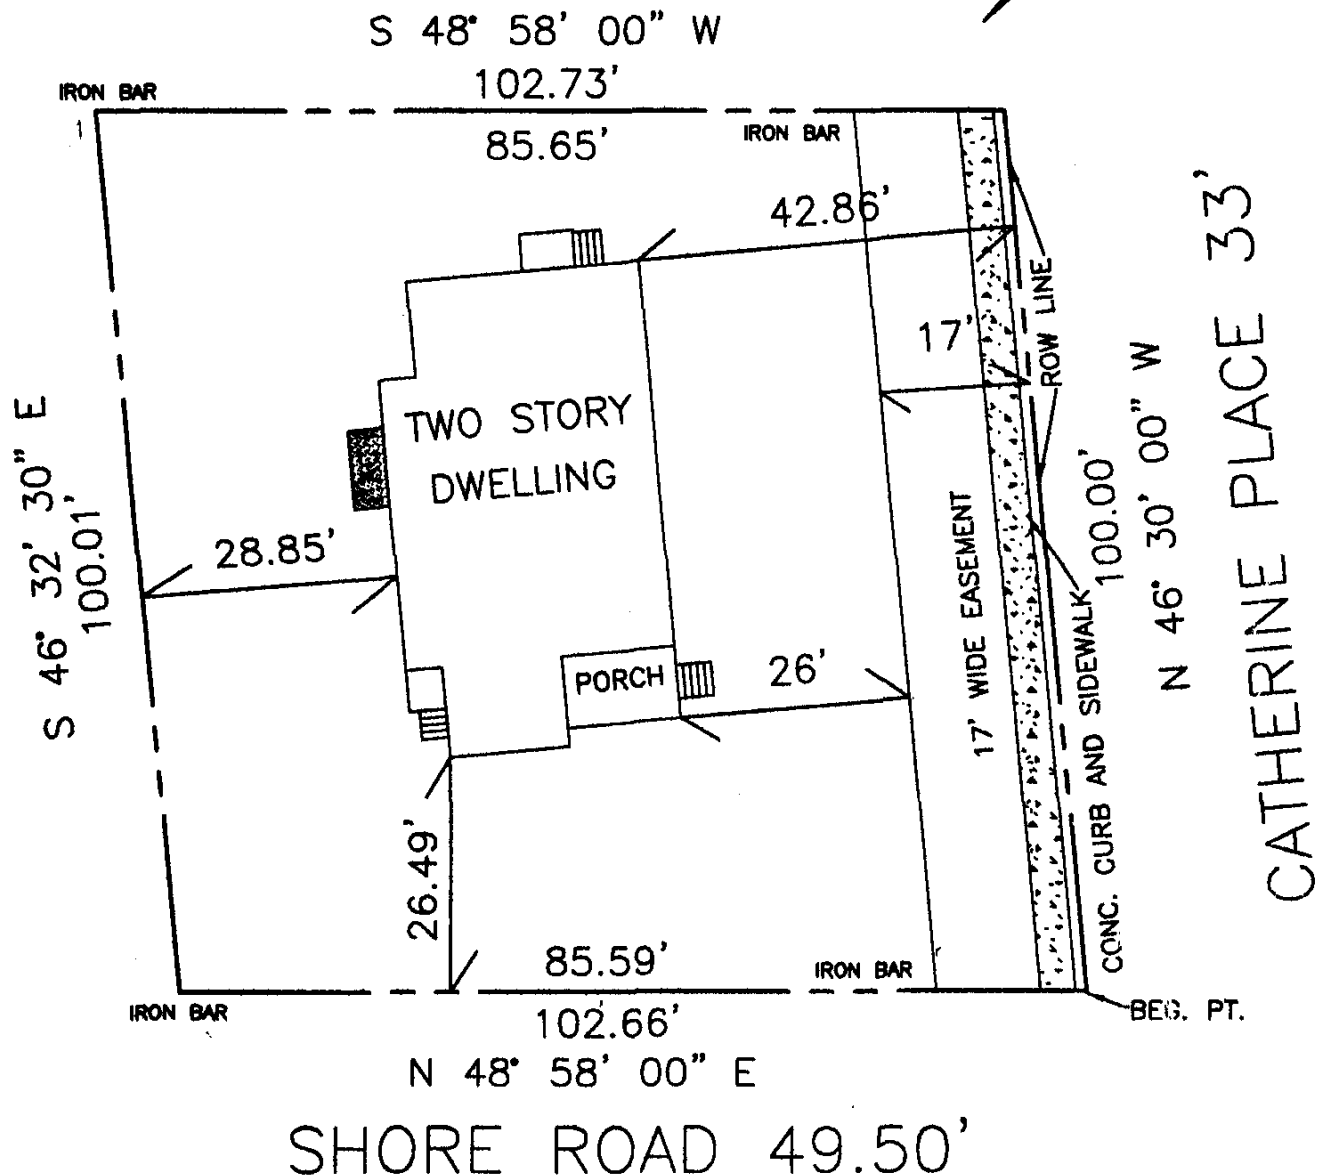 S 48° 58' 00" W
102.73'
IRON BAR
85.65'
IRON BAR
42.86'
17'
ROW LINE
TWO STORY
DWELLING
S 46° 32' 30" E
100.01'
28.85'
PORCH
26'
17' WIDE EASEMENT
CONC. CURB AND SIDEWALK
100.00'
N 46° 30' 00" W
CATHERINE PLACE 33'
26.49'
85.59'
IRON BAR
IRON BAR
BEG. PT.
102.66'
N 48° 58' 00" E
SHORE ROAD 49.50'